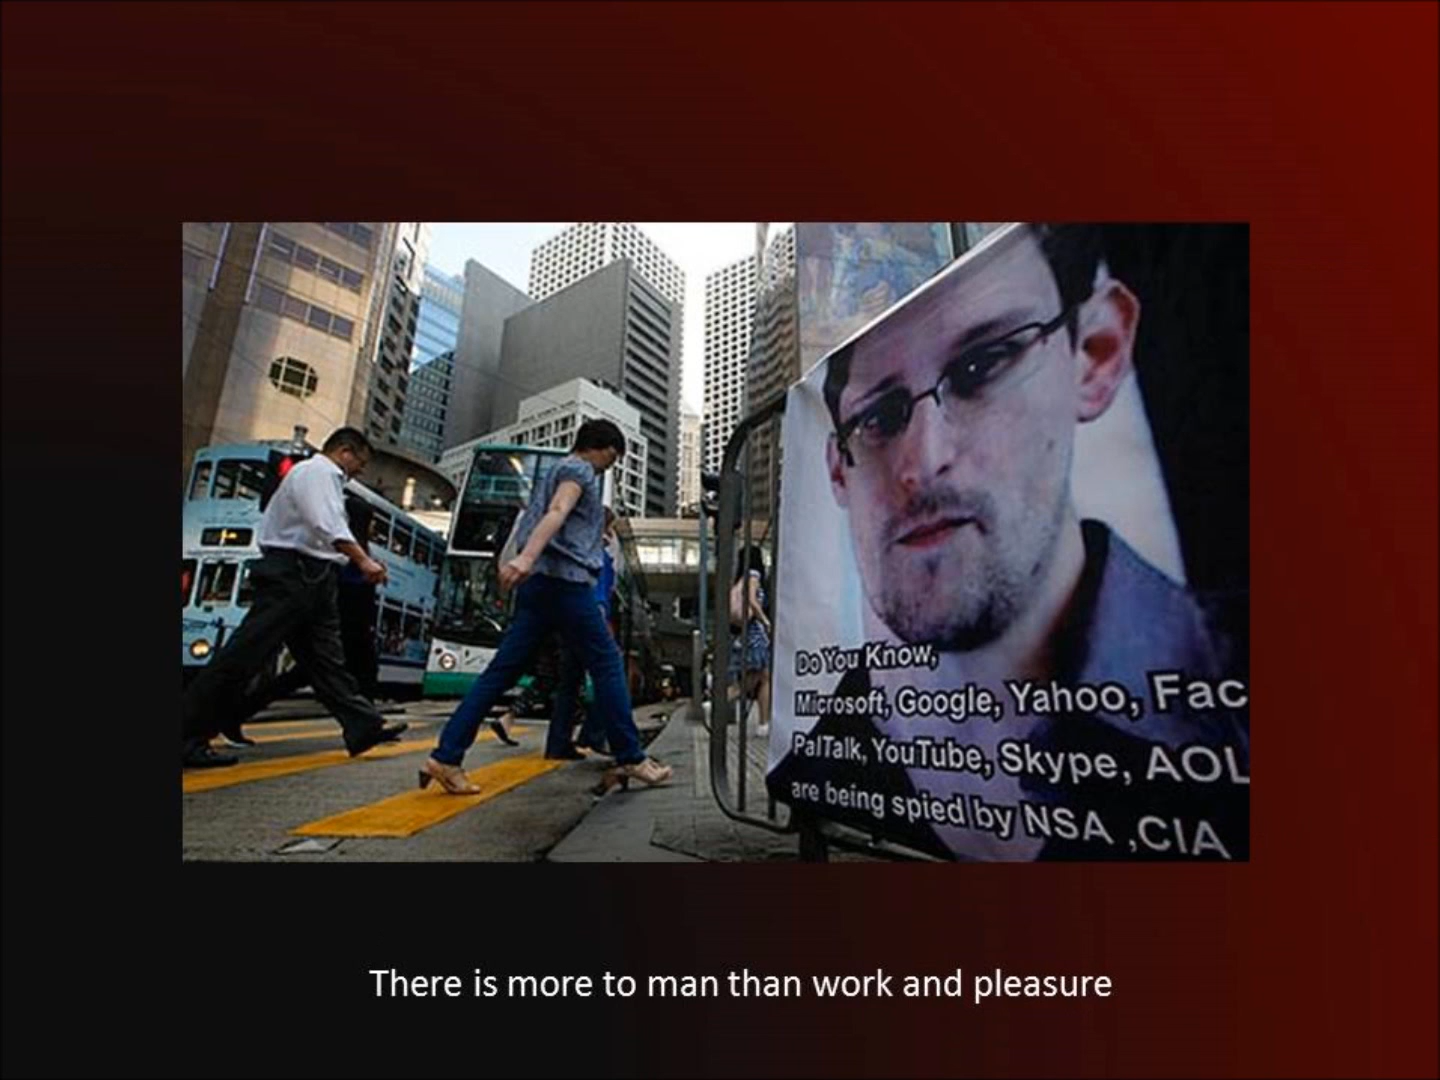 Do You Know,
Microsoft, Google, Yahoo, Fac
PalTalk, YouTube, Skype, AOL
are being spied by NSA ,CIA
There is more to man than work and pleasure